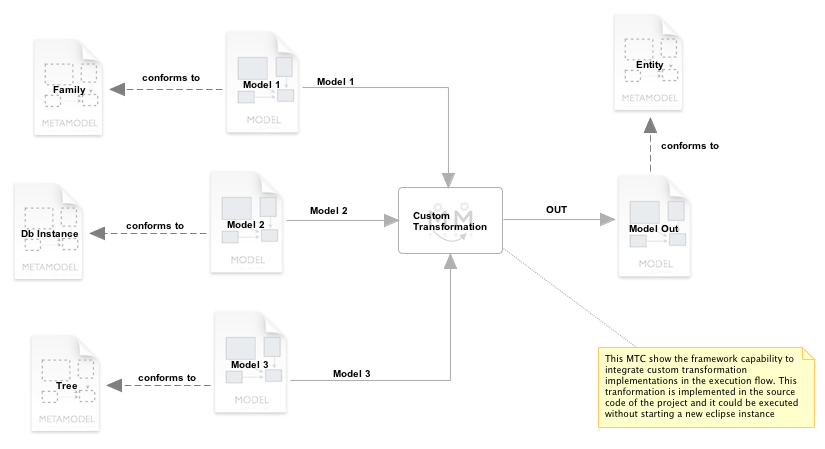 Entity
METAMODEL
conforms to
Family
METAMODEL
conforms to
Model 1
MODEL
Model 1
Db Instance
METAMODEL
conforms to
Model 2
MODEL
Model 2
Custom
Transformation
OUT
Model Out
MODEL
Tree
METAMODEL
conforms to
Model 3
MODEL
Model 3
This MTC show the framework capability to
integrate custom transformation
implementations in the execution flow. This
tranformation is implemented in the source
code of the project and it could be executed
without starting a new eclipse instance